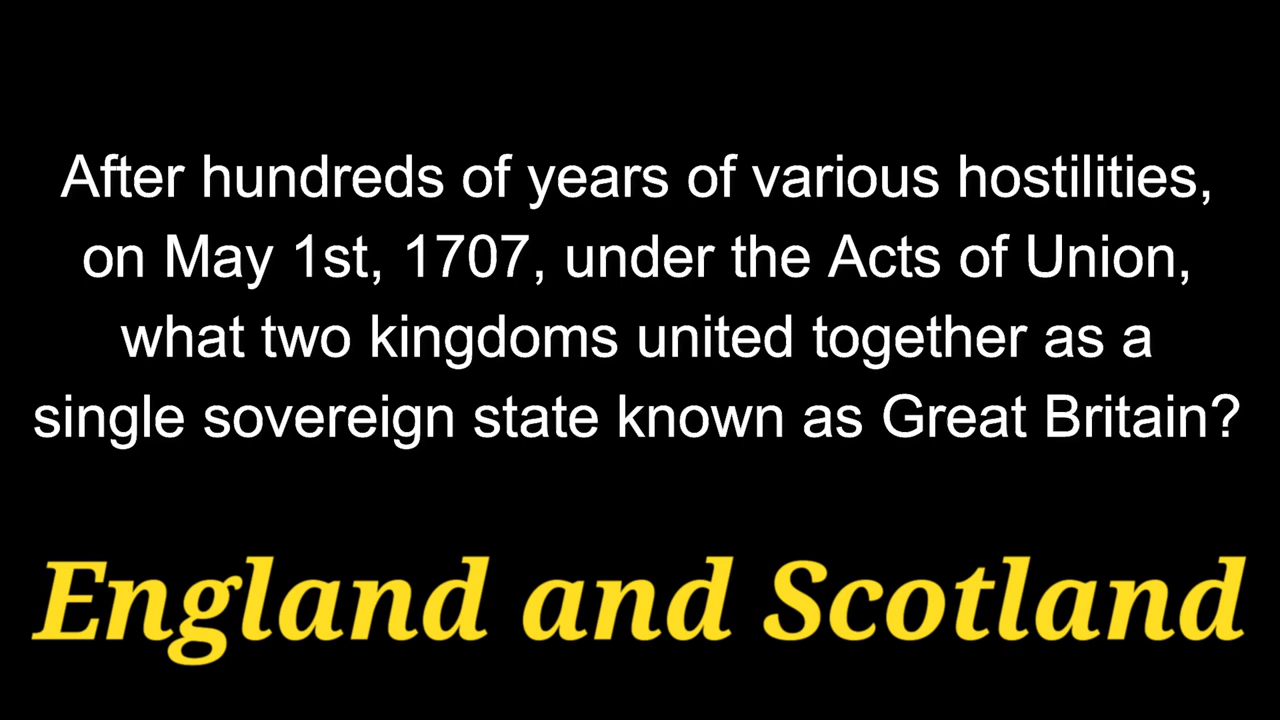 After hundreds of years of various hostilities,
on May 1st, 1707, under the Acts of Union,
what two kingdoms united together as a
single sovereign state known as Great Britain?
England and Scotland